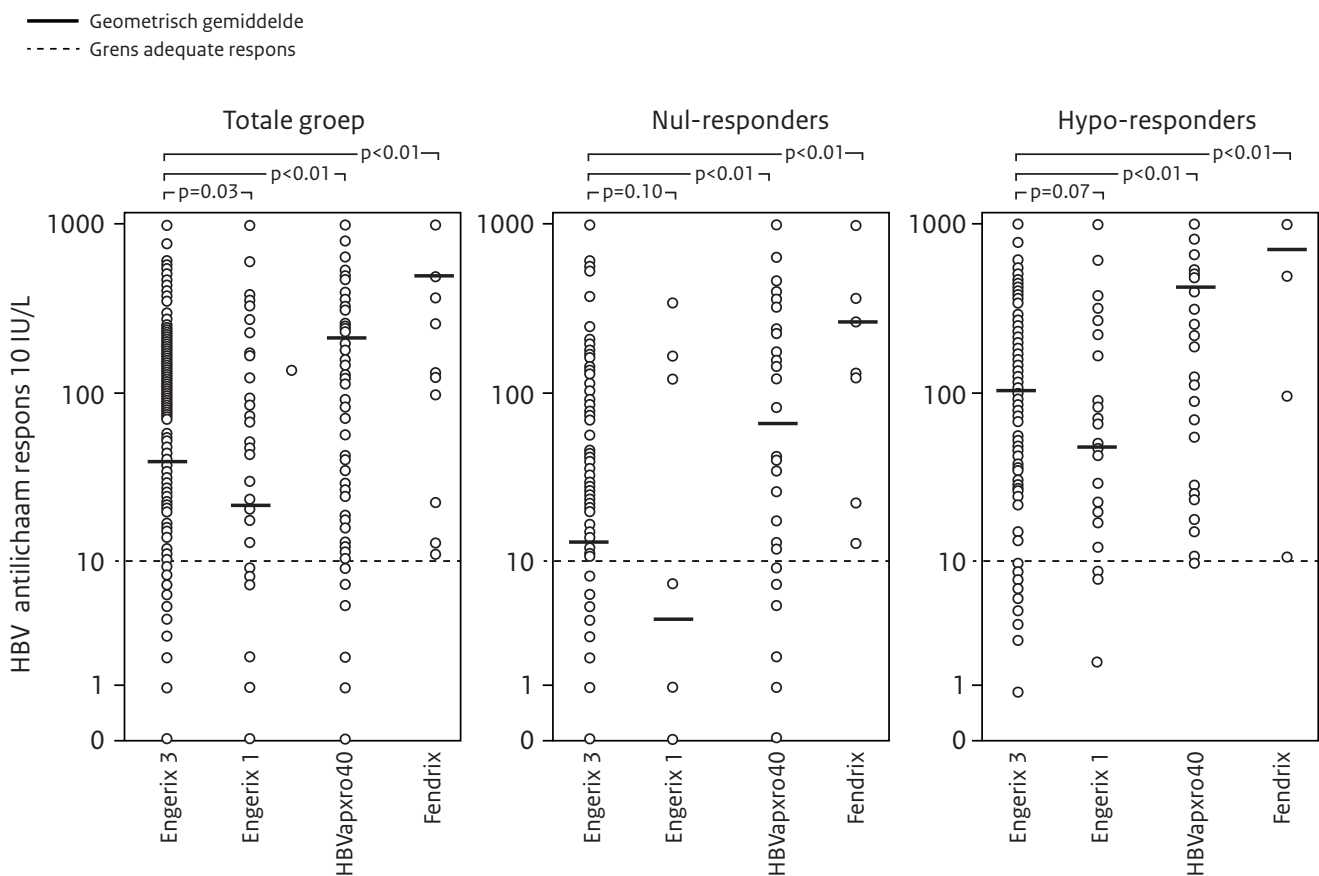 Geometrisch gemiddelde
Grens adequate respons
Totale groep
Nul-responders
Hypo-responders
p<0.01
p<0.01
p=0.03
p<0.01
p<0.01
p=0.10
p<0.01
p<0.01
p=0.07
HBV antilichaam respons 10 IU/L
1000
100
10
1
0
1000
100
10
1
0
1000
100
10
1
0
Engerix 3
Engerix 1
HBVapxro40
Fendrix
Engerix 3
Engerix 1
HBVapxro40
Fendrix
Engerix 3
Engerix 1
HBVapxro40
Fendrix